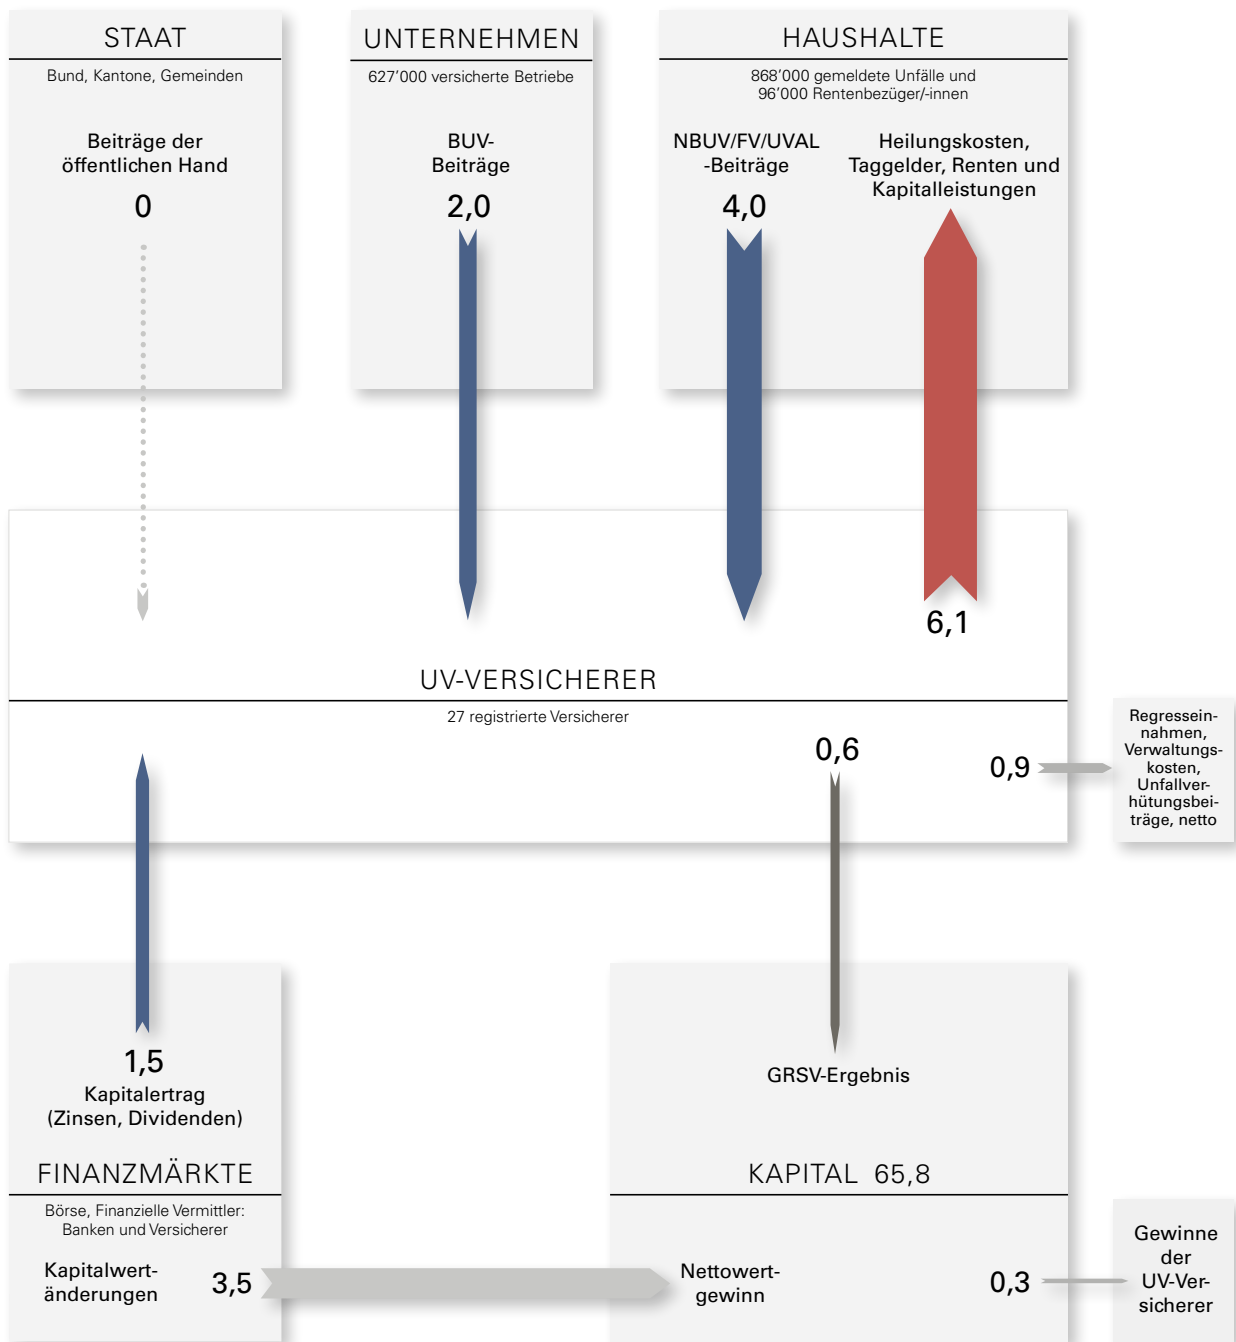 STAAT
Bund, Kantone, Gemeinden
Beiträge der
öffentlichen Hand
0
UNTERNEHMEN
627’000 versicherte Betriebe
BUV-
Beiträge
2,0
HAUSHALTE
868’000 gemeldete Unfälle und
96’000 Rentenbezüger/-innen
NBUV/FV/UVAL
-Beiträge
4,0
Heilungskosten,
Taggelder, Renten und
Kapitalleistungen
6,1
UV-VERSICHERER
27 registrierte Versicherer
0,6
0,9
Regressein-
nahmen,
Verwaltungs-
kosten,
Unfallver-
hütungsbei-
träge, netto
1,5
Kapitalertrag
(Zinsen, Dividenden)
FINANZMÄRKTE
Börse, Finanzielle Vermittler:
Banken und Versicherer
Kapitalwert-
änderungen
3,5
GRSV-Ergebnis
KAPITAL 65,8
Nettowert-
gewinn
0,3
Gewinne
der
UV-Ver-
sicherer